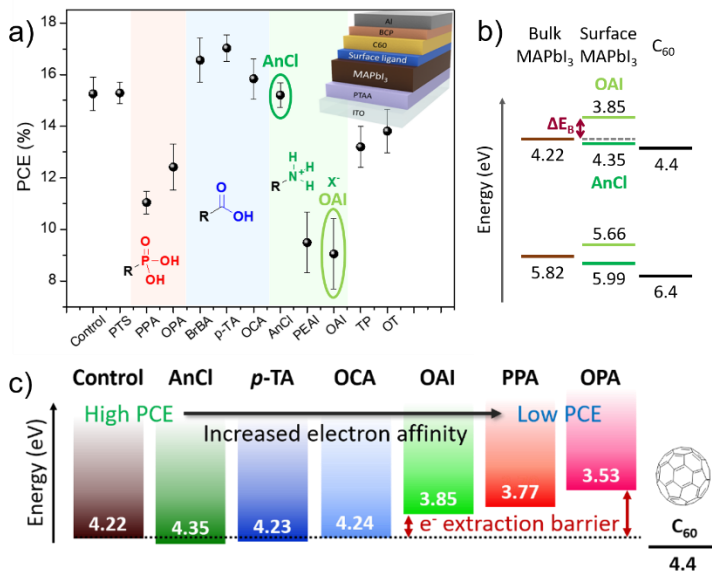 a)
PCE (%)
18
16
14
12
10
8
Control
PTS
PPA
OPA
BrBA
p-TA
OCA
AnCl
PEAI
OAI
TP
OT
AnCl
OAI
O
R
P
OH
OH
O
R
OH
H
H
N+
H
R
X-
Al
BCP
C60
Surface ligand
MAPbI3
PTAA
ITO
b)
Bulk MAPbI3
Surface MAPbI3
C60
Energy (eV)
OAI
3.85
ΔEB
4.22
4.35
4.4
AnCl
5.66
5.82
5.99
6.4
c)
Control AnCl p-TA OCA OAI PPA OPA
High PCE
Low PCE
Increased electron affinity
Energy (eV)
4.22 4.35 4.23 4.24 3.85 3.77 3.53
e- extraction barrier
C60
4.4